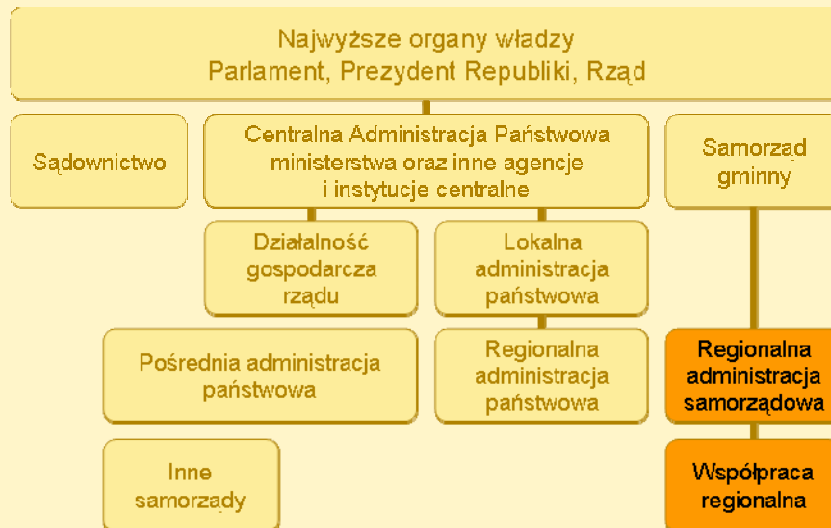 Najwyższe organy władzy
Parlament, Prezydent Republiki, Rząd
Sądownictwo
Centralna Administracja Państwowa
ministerstwa oraz inne agencje
i instytucje centralne
Samorząd
gminny
Działalność
gospodarcza
rządu
Lokalna
administracja
państwowa
Pośrednia administracja
państwowa
Regionalna
administracja
państwowa
Regionalna
administracja
samorządowa
Inne
samorządy
Współpraca
regionalna